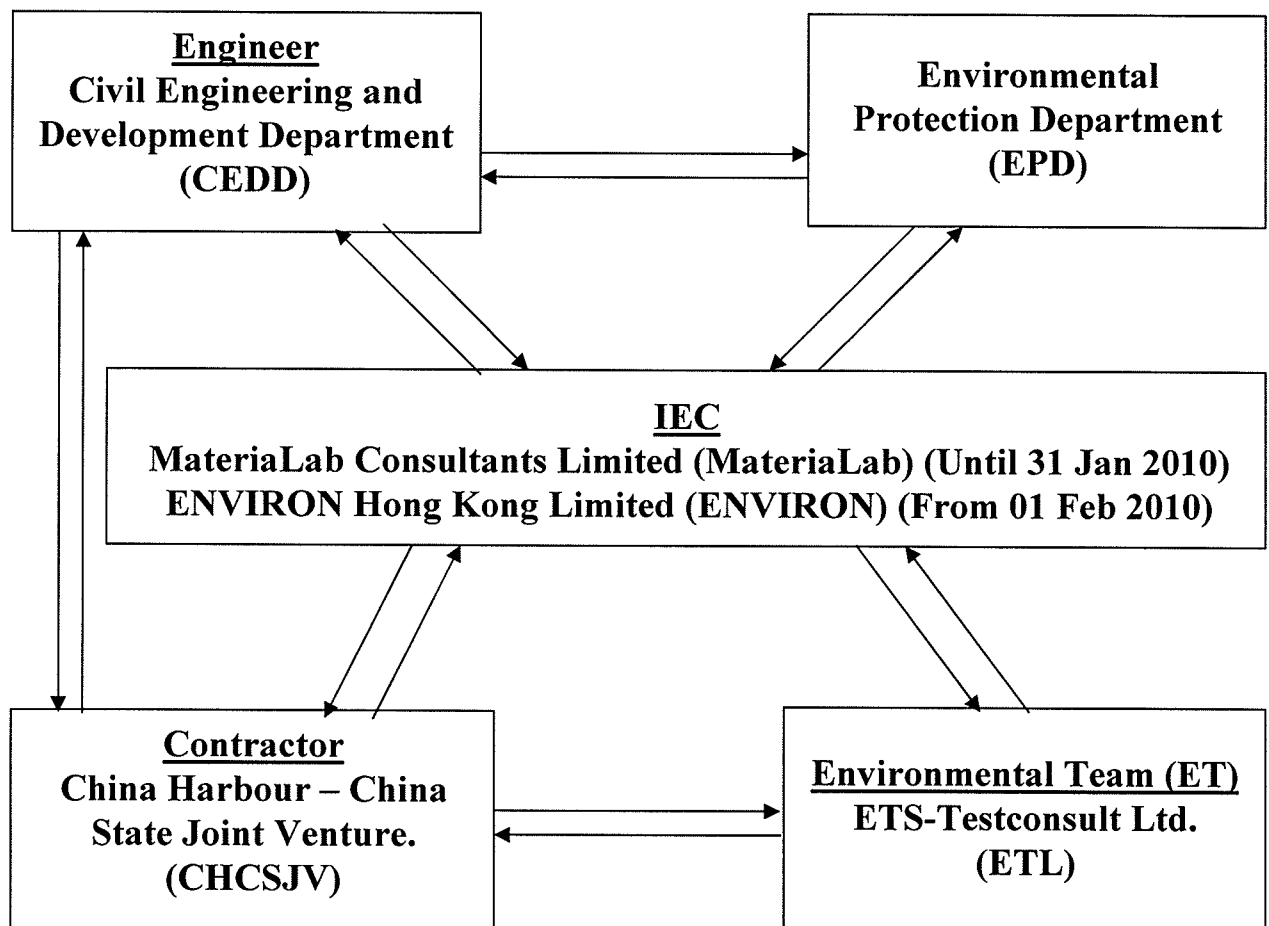 Engineer
Civil Engineering and
Development Department
(CEDD)
Environmental
Protection Department
(EPD)
IEC
MateriaLab Consultants Limited (MateriaLab) (Until 31 Jan 2010)
ENVIRON Hong Kong Limited (ENVIRON) (From 01 Feb 2010)
Contractor
China Harbour – China
State Joint Venture.
(CHCSJV)
Environmental Team (ET)
ETS-Testconsult Ltd.
(ETL)